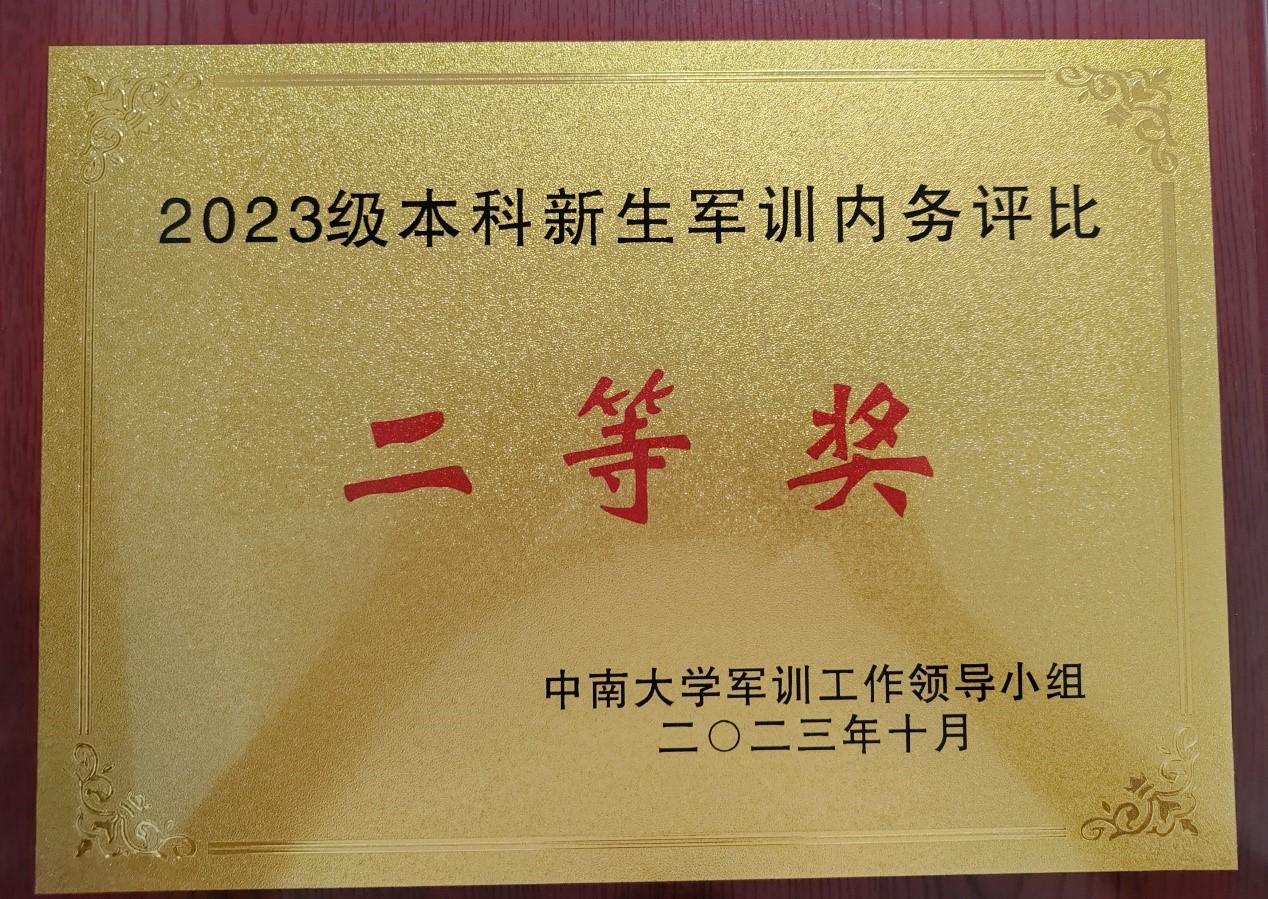 2023级本科新生军训内务评比
二等奖
中南大学军训工作领导小组
二〇二三年十月